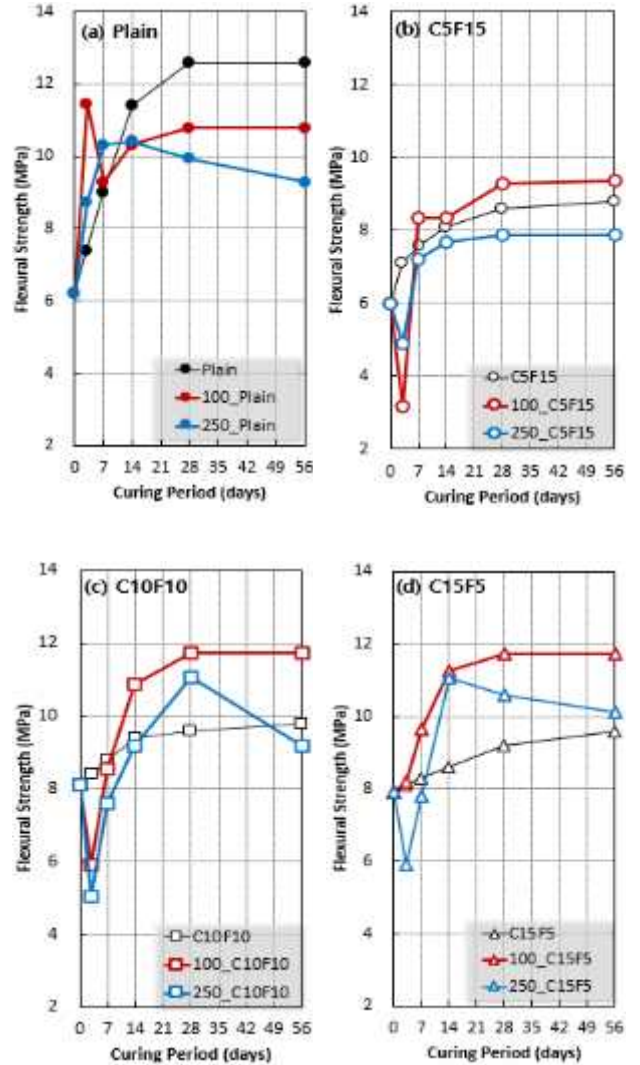 (a) Plain
14
12
10
8
6
4
2
Flexural Strength (MPa)
Plain
100_Plain
250_Plain
0 7 14 21 28 35 42 49 56
Curing Period (days)
(b) C5F15
14
12
10
8
6
4
2
Flexural Strength (MPa)
C5F15
100_C5F15
250_C5F15
0 7 14 21 28 35 42 49 56
Curing Period (days)
(c) C10F10
14
12
10
8
6
4
2
Flexural Strength (MPa)
C10F10
100_C10F10
250_C10F10
0 7 14 21 28 35 42 49 56
Curing Period (days)
(d) C15F5
14
12
10
8
6
4
2
Flexural Strength (MPa)
C15F5
100_C15F5
250_C15F5
0 7 14 21 28 35 42 49 56
Curing Period (days)